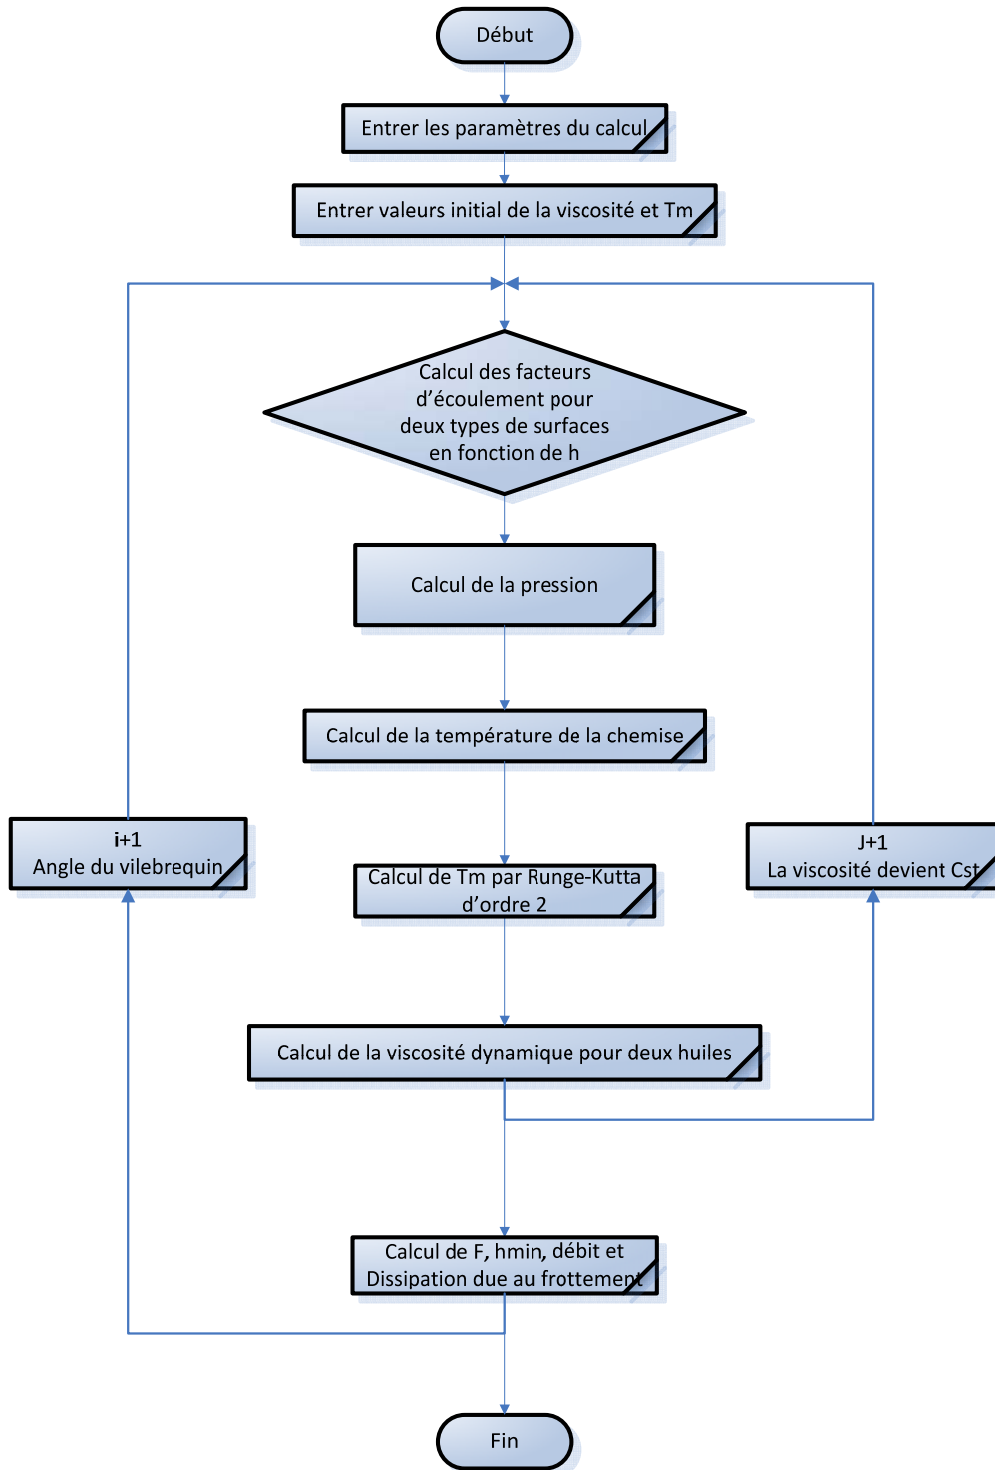 Début
Entrer les paramètres du calcul
Entrer valeurs initial de la viscosité et Tm
Calcul des facteurs
d'écoulement pour
deux types de surfaces
en fonction de h
Calcul de la pression
Calcul de la température de la chemise
i+1
Angle du vilebrequin
J+1
La viscosité devient Cst
Calcul de Tm par Runge-Kutta
d'ordre 2
Calcul de la viscosité dynamique pour deux huiles
Calcul de F, hmin, débit et
Dissipation due au frottement
Fin